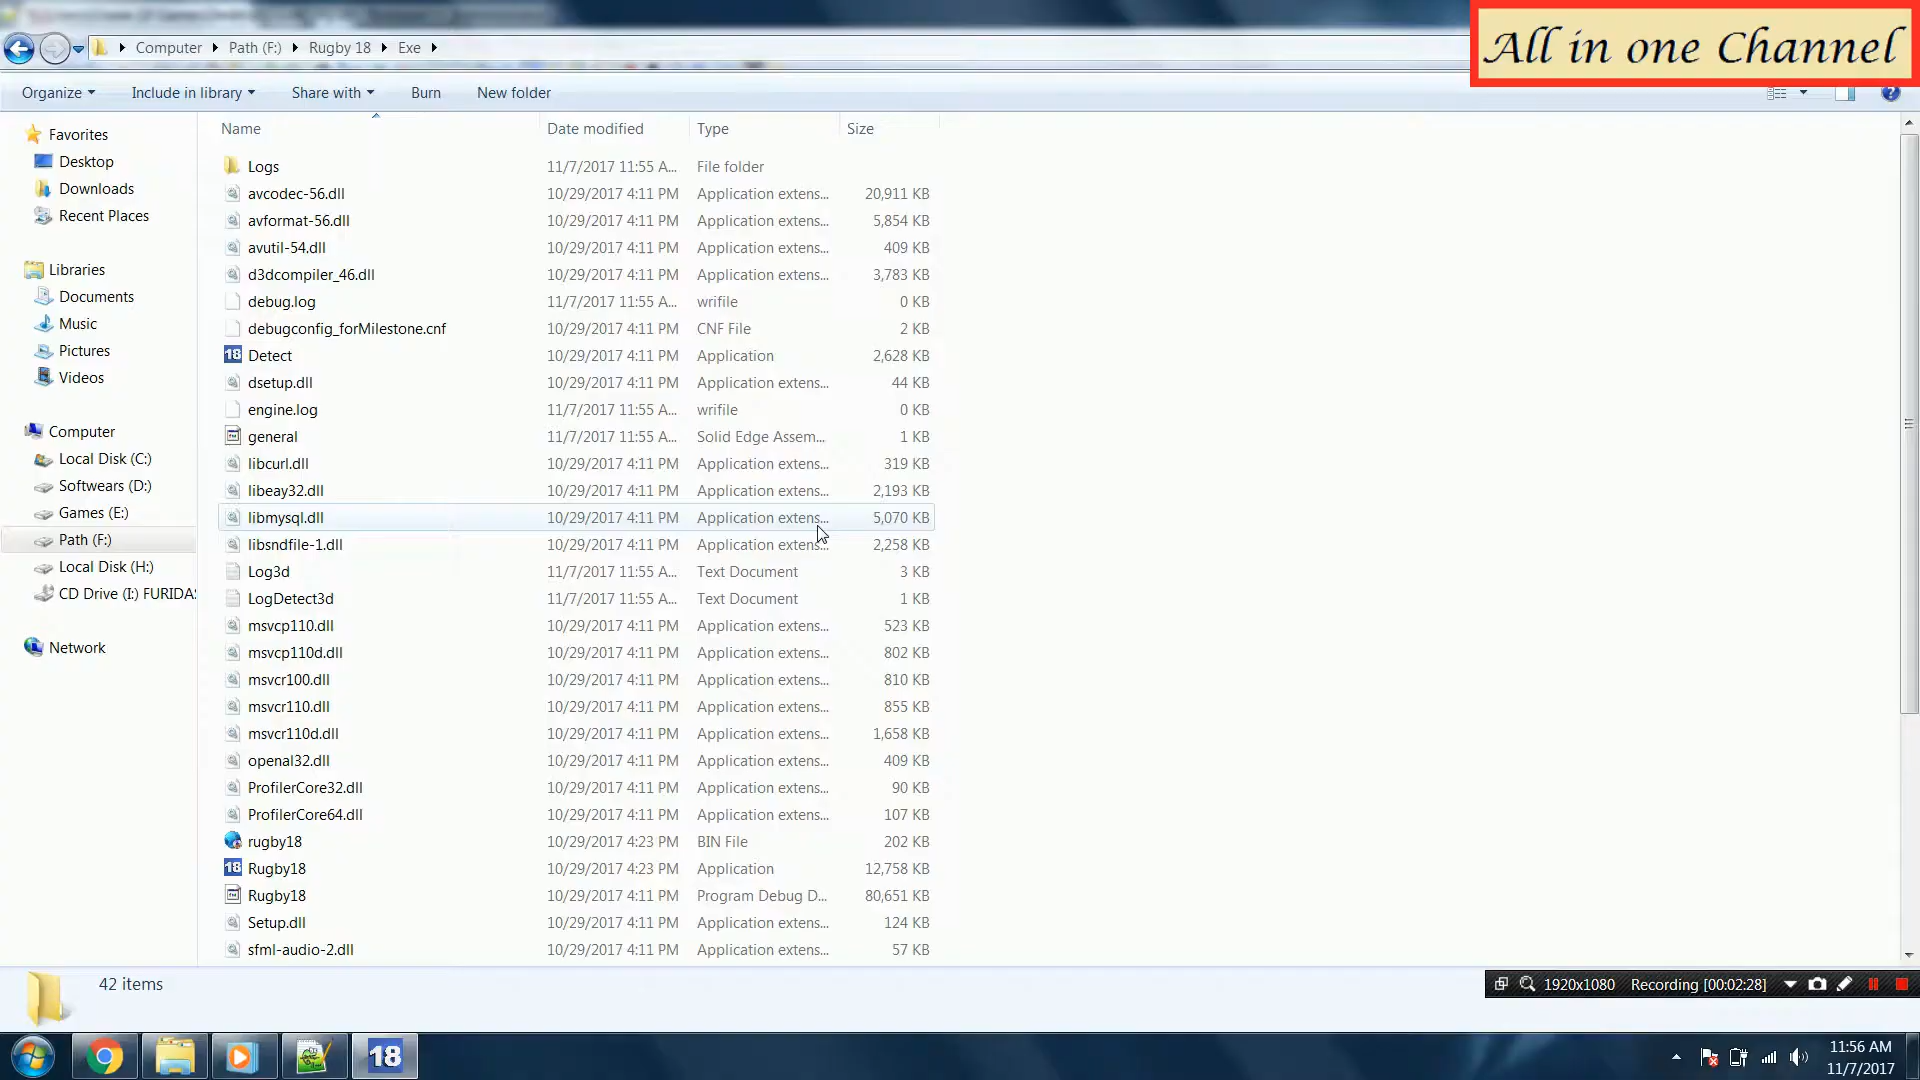 All in one Channel
Computer Path (F:) Rugby 18 Exe
Organize Include in library Share with Burn New folder
Name Date modified Type Size
Favorites
Desktop
Downloads
Recent Places
Libraries
Documents
Music
Pictures
Videos
Computer
Local Disk (C:)
Softwears (D:)
Games (E:)
Path (F:)
Local Disk (H:)
CD Drive (I:) FURIDA
Network
Logs 11/7/2017 11:55 A... File folder
avcodec-56.dll 10/29/2017 4:11 PM Application extens... 20,911 KB
avformat-56.dll 10/29/2017 4:11 PM Application extens... 5,854 KB
avutil-54.dll 10/29/2017 4:11 PM Application extens... 409 KB
d3dcompiler_46.dll 10/29/2017 4:11 PM Application extens... 3,783 KB
debug.log 11/7/2017 11:55 A... wrifile 0 KB
debugconfig_forMilestone.cnf 10/29/2017 4:11 PM CNF File 2 KB
Detect 10/29/2017 4:11 PM Application 2,628 KB
dsetup.dll 10/29/2017 4:11 PM Application extens... 44 KB
engine.log 11/7/2017 11:55 A... wrifile 0 KB
general 11/7/2017 11:55 A... Solid Edge Assem... 1 KB
libcurl.dll 10/29/2017 4:11 PM Application extens... 319 KB
libeay32.dll 10/29/2017 4:11 PM Application extens... 2,193 KB
libmysql.dll 10/29/2017 4:11 PM Application extens... 5,070 KB
libsndfile-1.dll 10/29/2017 4:11 PM Application extens... 2,258 KB
Log3d 11/7/2017 11:55 A... Text Document 3 KB
LogDetect3d 11/7/2017 11:55 A... Text Document 1 KB
msvcp110.dll 10/29/2017 4:11 PM Application extens... 523 KB
msvcp110d.dll 10/29/2017 4:11 PM Application extens... 802 KB
msvcr100.dll 10/29/2017 4:11 PM Application extens... 810 KB
msvcr110.dll 10/29/2017 4:11 PM Application extens... 855 KB
msvcr110d.dll 10/29/2017 4:11 PM Application extens... 1,658 KB
openal32.dll 10/29/2017 4:11 PM Application extens... 409 KB
ProfilerCore32.dll 10/29/2017 4:11 PM Application extens... 90 KB
ProfilerCore64.dll 10/29/2017 4:11 PM Application extens... 107 KB
rugby18 10/29/2017 4:23 PM BIN File 202 KB
Rugby18 10/29/2017 4:23 PM Application 12,758 KB
Rugby18 10/29/2017 4:11 PM Program Debug D... 80,651 KB
Setup.dll 10/29/2017 4:11 PM Application extens... 124 KB
sfml-audio-2.dll 10/29/2017 4:11 PM Application extens... 57 KB
42 items
1920x1080 Recording [00:02:28]
18
11:56 AM
11/7/2017